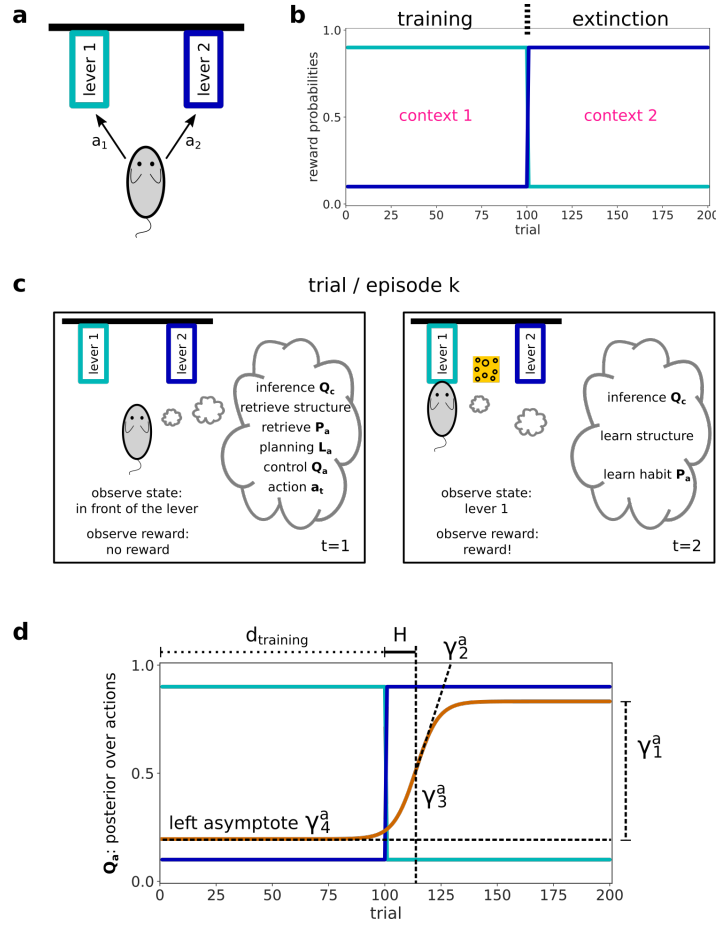 a
lever 1
lever 2
a1
a2
b
training
extinction
reward probabilities
1.0
0.5
0.0
context 1
context 2
0 25 50 75 100 125 150 175 200
trial
c
trial / episode k
lever 1
lever 2
inference Qc
retrieve structure
retrieve Pa
planning La
control Qa
action at
observe state:
in front of the lever
observe reward:
no reward
t=1
lever 1
lever 2
inference Qc
learn structure
learn habit Pa
observe state:
lever 1
observe reward:
reward!
t=2
d
dtraining
H
γ2a
Qa: posterior over actions
1.0
0.5
0.0
γ1a
γ3a
left asymptote γ4a
0 25 50 75 100 125 150 175 200
trial